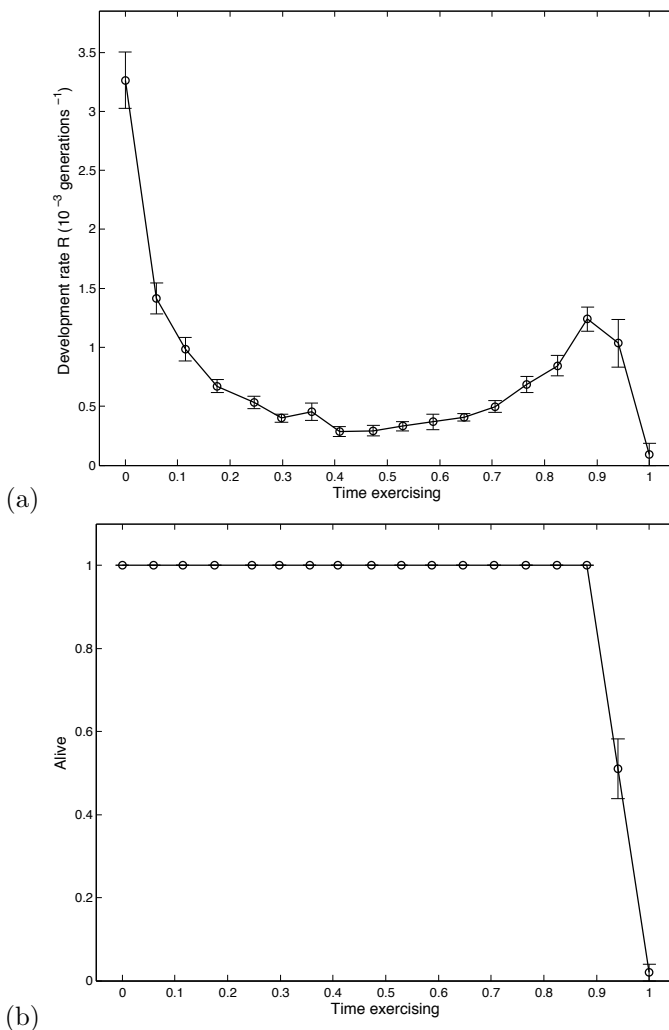 3.5
3
2.5
2
1.5
1
0.5
0
Development rate R (10⁻³ generations⁻¹)
0 0.1 0.2 0.3 0.4 0.5 0.6 0.7 0.8 0.9 1
Time exercising
(a)
1
0.8
0.6
0.4
0.2
0
Alive
0 0.1 0.2 0.3 0.4 0.5 0.6 0.7 0.8 0.9 1
Time exercising
(b)